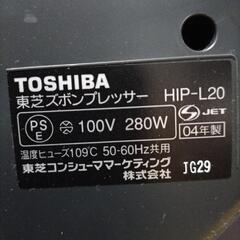 TOSHIBA
東芝ズボンプレッサー HIP-L20
PS E 100V 280W S JET
04年製
温度ヒューズ109℃ 50-60Hz共用
東芝コンシューママーケティング
株式会社 JG29